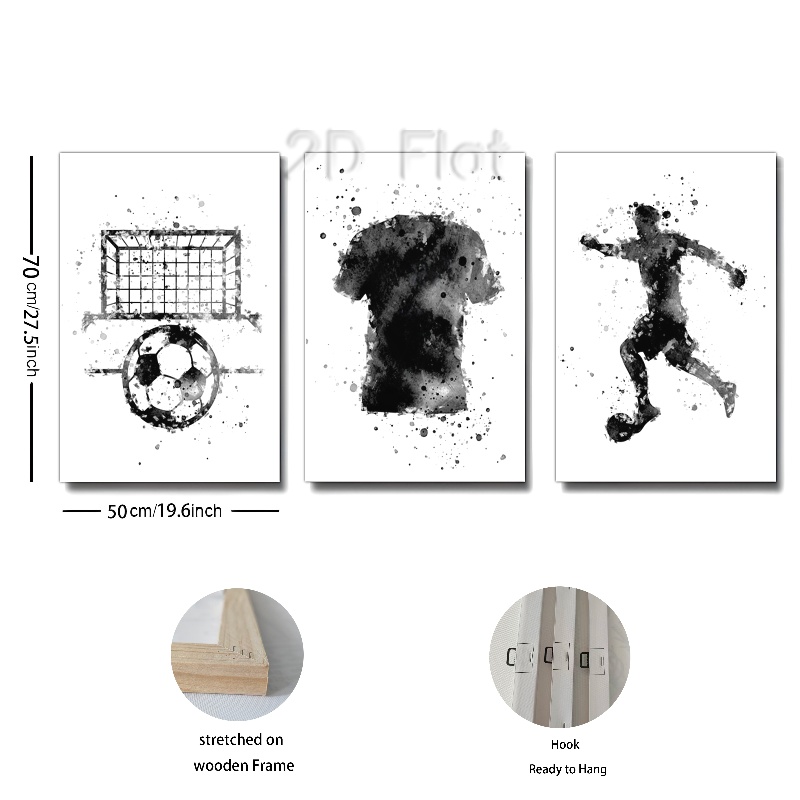 2D Flat
70 cm/27.5inch
50cm/19.6inch
stretched on
wooden Frame
Hook
Ready to Hang